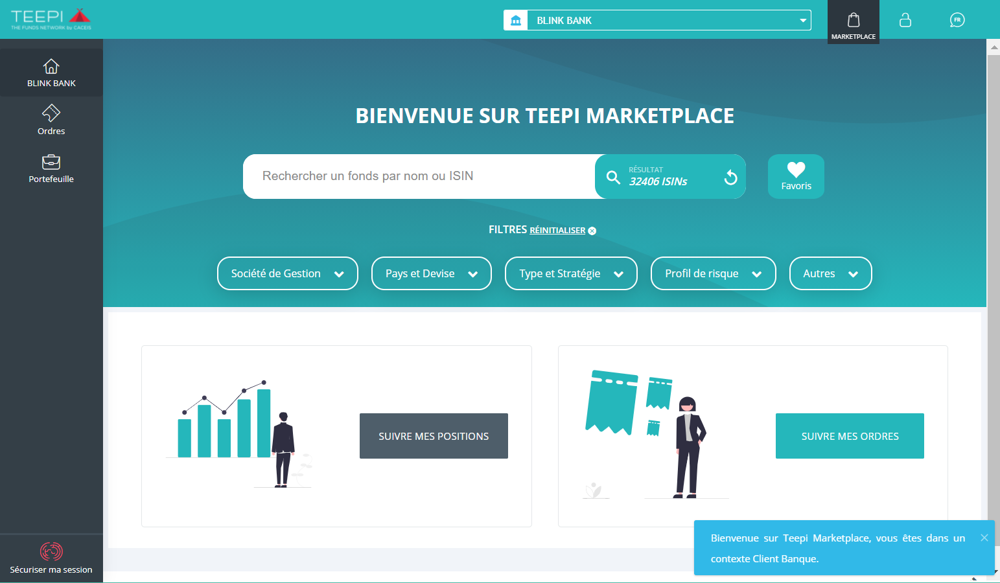 TEEPI
THE FUNDS NETWORK by CACEIS
BLINK BANK
MARKETPLACE
FR
BLINK BANK
Ordres
Portefeuille
Sécuriser ma session
BIENVENUE SUR TEEPI MARKETPLACE
Rechercher un fonds par nom ou ISIN
RÉSULTAT
32406 ISINs
Favoris
FILTRES RÉINITIALISER
Société de Gestion
Pays et Devise
Type et Stratégie
Profil de risque
Autres
SUIVRE MES POSITIONS
SUIVRE MES ORDRES
Bienvenue sur Teepi Marketplace, vous êtes dans un
contexte Client Banque.